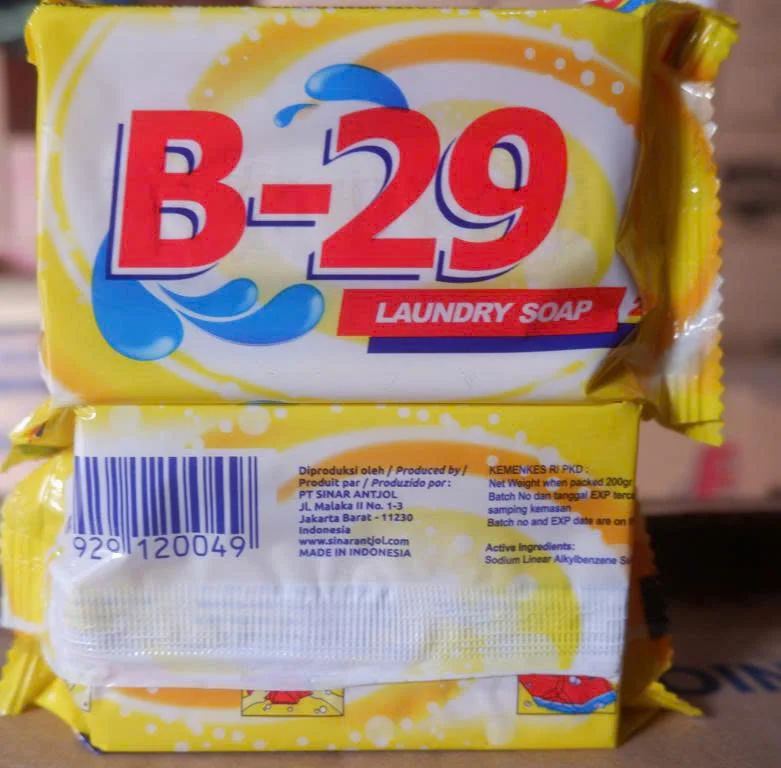 B-29
LAUNDRY SOAP
929 120049
Diproduksi oleh / Produced by /
Produit par / Produzido por :
PT SINAR ANTJOL
Jl. Malaka II No. 1-3
Jakarta Barat - 11230
Indonesia
www.sinarantjol.com
MADE IN INDONESIA
KEMENKES RI PKD :
Net Weight when packed 200gr
Batch No dan tanggal EXP
samping kemasan
Batch no and EXP date are on
Active Ingredients:
Sodium Linear Alkylbenzene